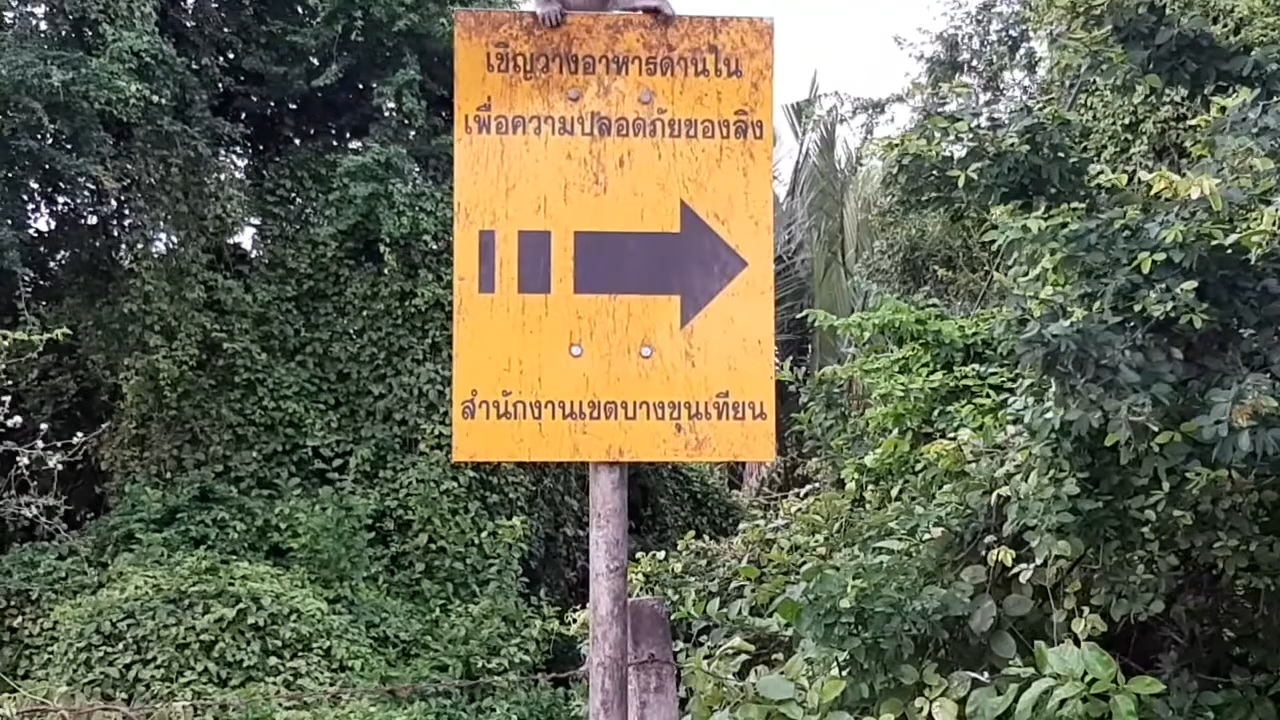 เชิญวางอาหารด้านใน
เพื่อความปลอดภัยของลิง
สำนักงานเขตบางขุนเทียน